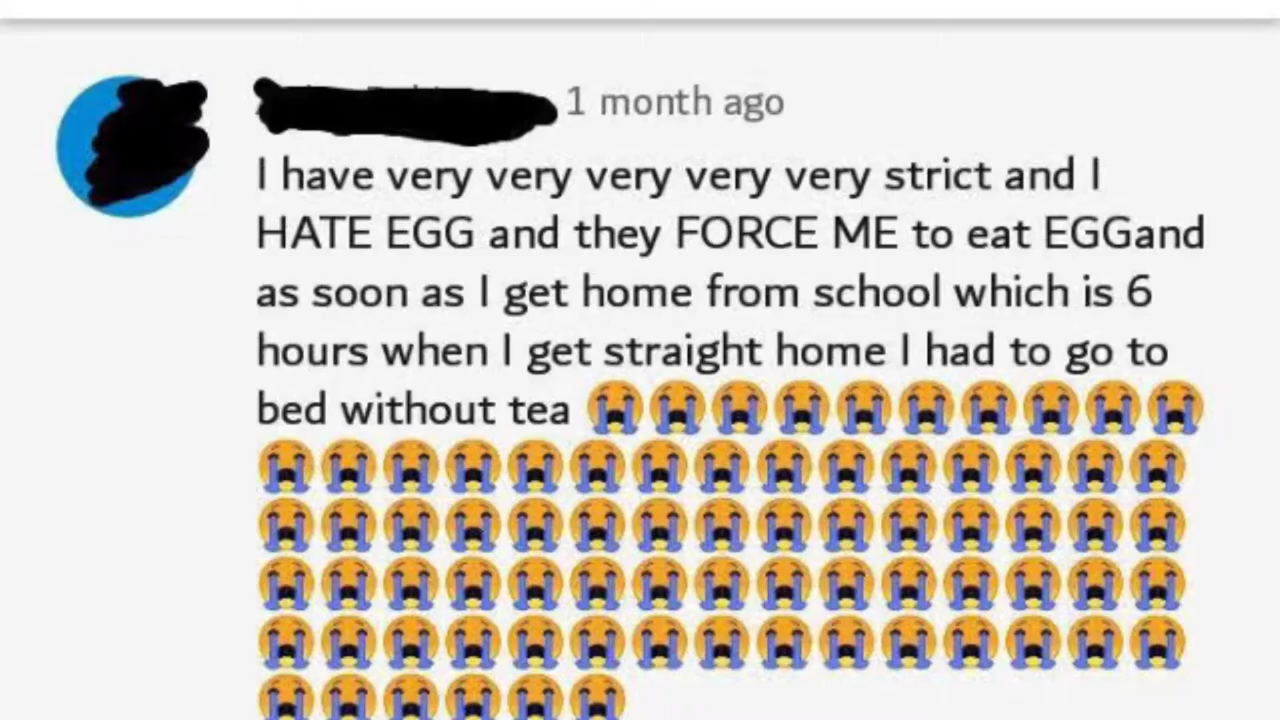 1 month ago
I have very very very very very strict and I
HATE EGG and they FORCE ME to eat EGGand
as soon as I get home from school which is 6
hours when I get straight home I had to go to
bed without tea 😭😭😭😭😭😭😭😭😭😭
😭😭😭😭😭😭😭😭😭😭😭😭😭😭😭
😭😭😭😭😭😭😭😭😭😭😭😭😭😭😭
😭😭😭😭😭😭😭😭😭😭😭😭😭😭😭
😭😭😭😭😭😭😭😭😭😭😭😭😭😭😭
😭😭😭😭😭😭